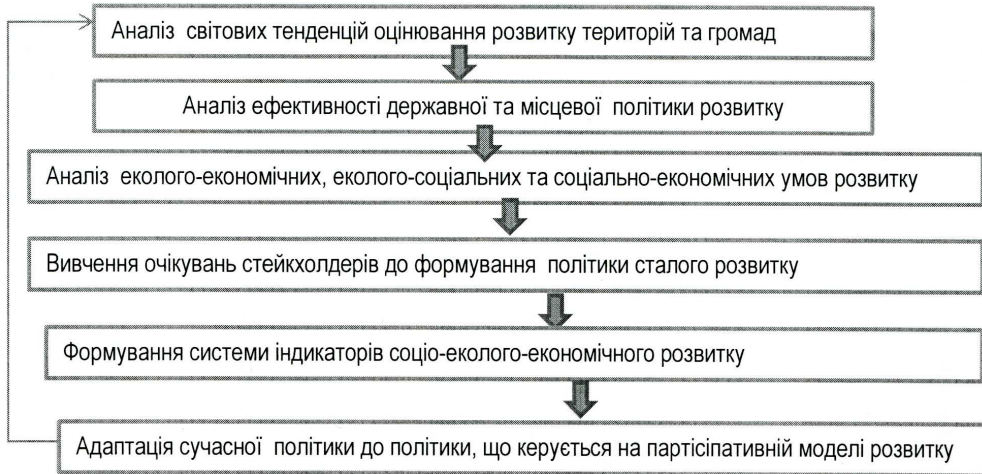 Аналіз світових тенденцій оцінювання розвитку територій та громад
Аналіз ефективності державної та місцевої політики розвитку
Аналіз еколого-економічних, еколого-соціальних та соціально-економічних умов розвитку
Вивчення очікувань стейкхолдерів до формування політики сталого розвитку
Формування системи індикаторів соціо-еколого-економічного розвитку
Адаптація сучасної політики до політики, що керується на партісіпативній моделі розвитку